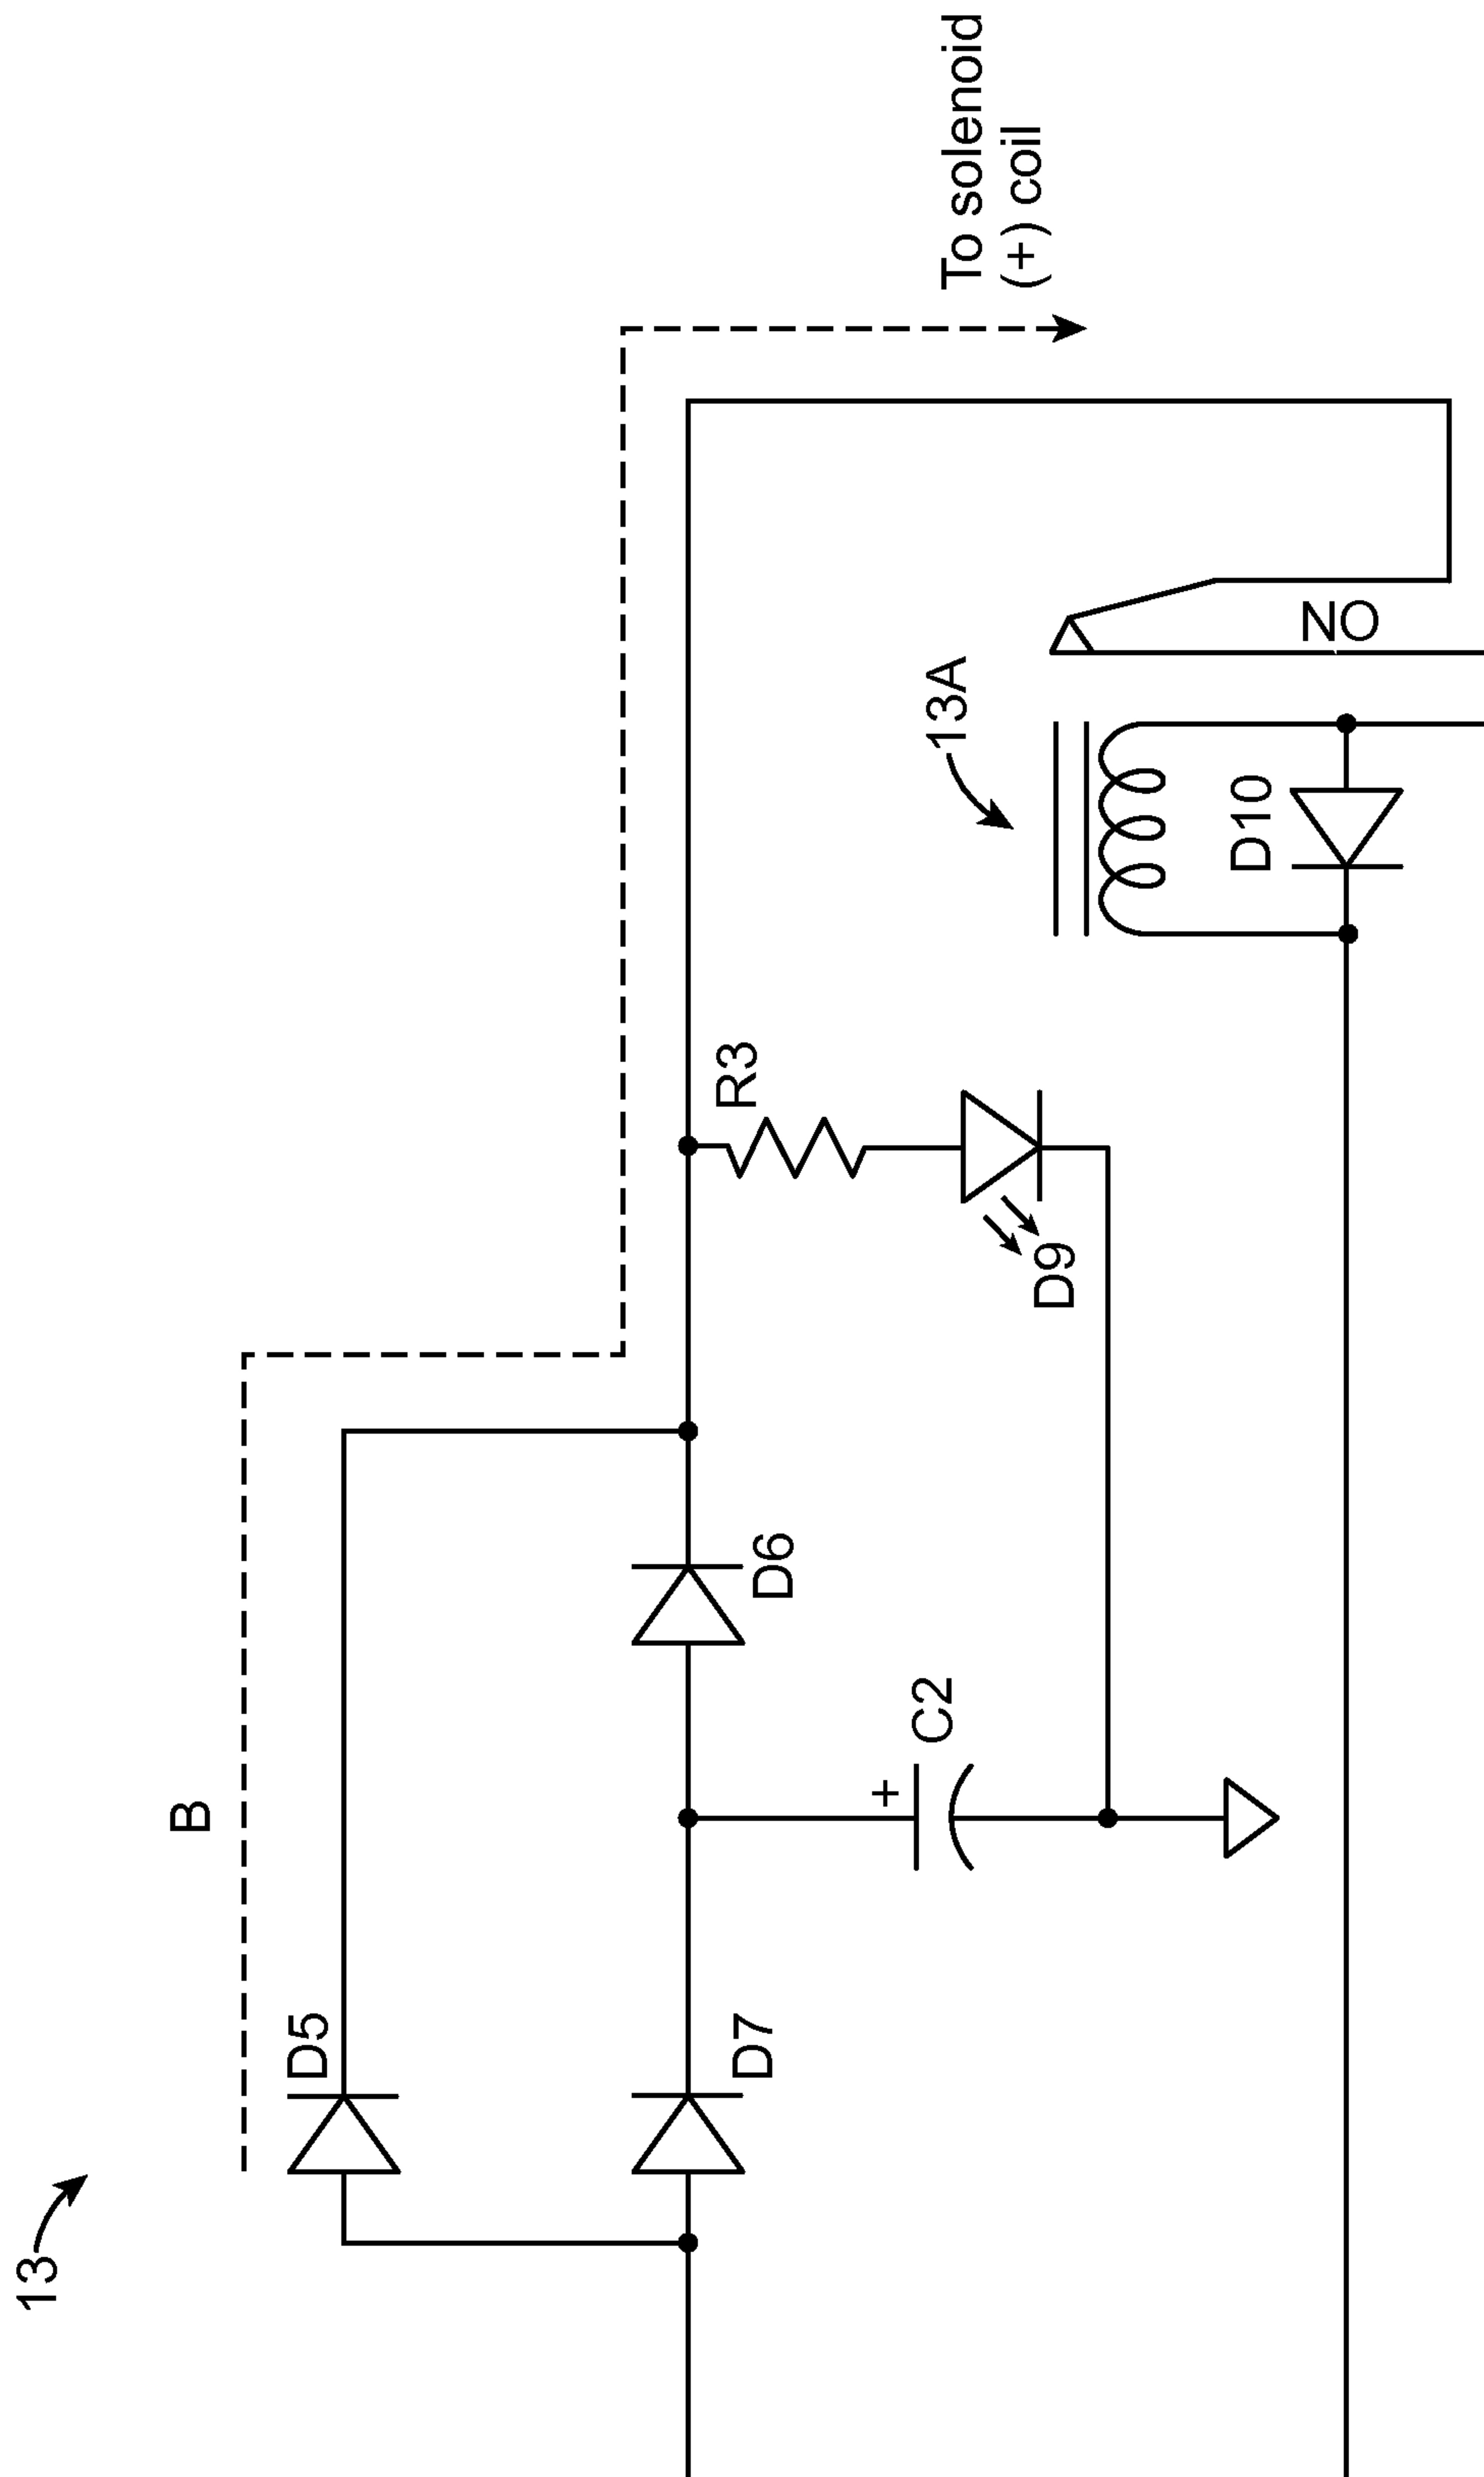 To solenoid
(+) coil
NO
13A
D10
R3
D9
D6
C2
+
B
D5
D7
13